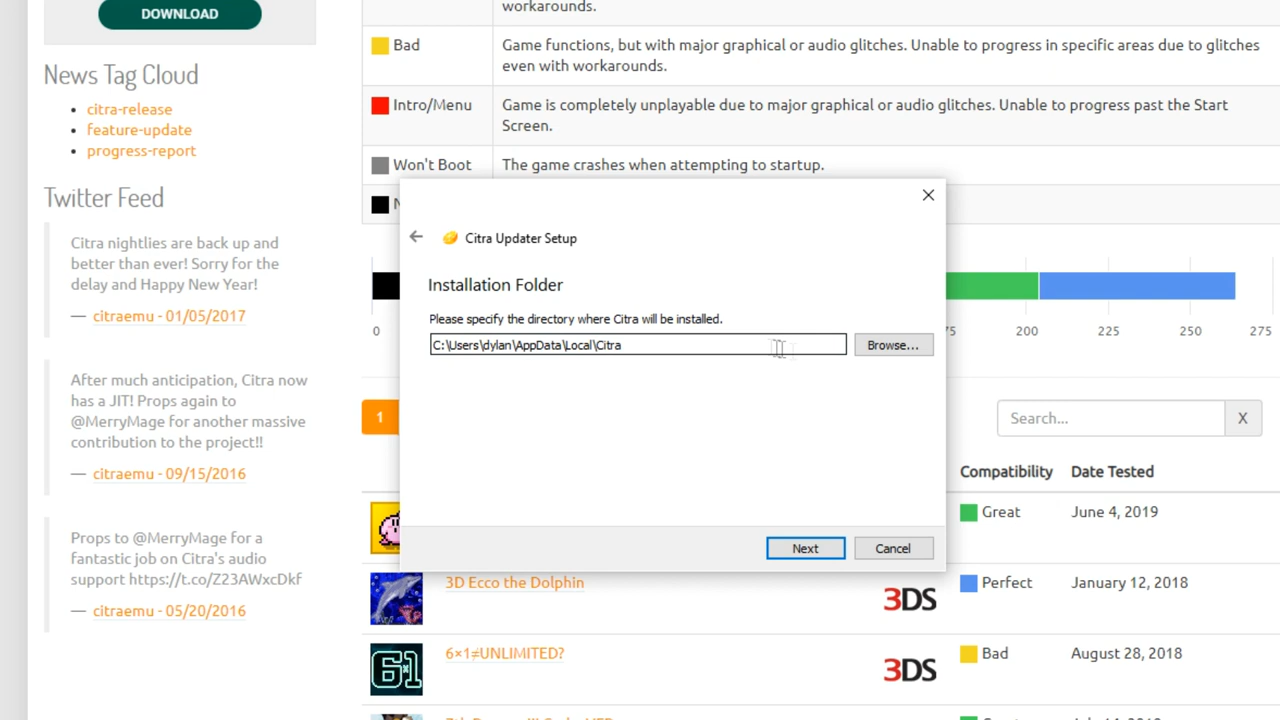 DOWNLOAD
News Tag Cloud
citra-release
feature-update
progress-report
Twitter Feed
Citra nightlies are back up and
better than ever! Sorry for the
delay and Happy New Year!
— citraemu - 01/05/2017
After much anticipation, Citra now
has a JIT! Props again to
@MerryMage for another massive
contribution to the project!!
— citraemu - 09/15/2016
Props to @MerryMage for a
fantastic job on Citra's audio
support https://t.co/Z23AWxcDkf
— citraemu - 05/20/2016
workarounds.
Bad
Game functions, but with major graphical or audio glitches. Unable to progress in specific areas due to glitches
even with workarounds.
Intro/Menu
Game is completely unplayable due to major graphical or audio glitches. Unable to progress past the Start
Screen.
Won't Boot
The game crashes when attempting to startup.
Citra Updater Setup
Installation Folder
Please specify the directory where Citra will be installed.
C:\Users\dylan\AppData\Local\Citra
Browse...
Next
Cancel
0
200
225
250
275
1
Search...
X
Compatibility
Date Tested
Great
June 4, 2019
3D Ecco the Dolphin
3DS
Perfect
January 12, 2018
61
6×1≠UNLIMITED?
3DS
Bad
August 28, 2018